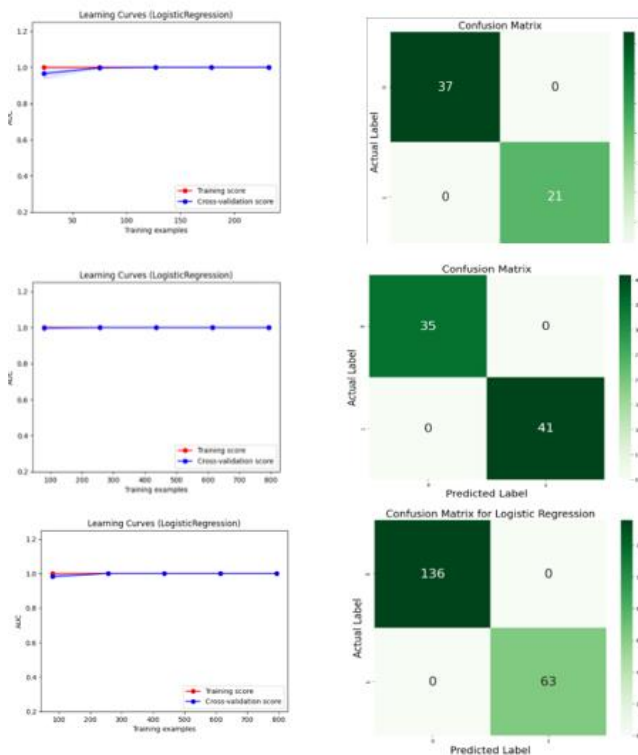 Learning Curves (LogisticRegression)
1.2
1.0
0.8
0.6
0.4
0.2
AUC
Training score
Cross-validation score
50 100 150 200
Training examples
Confusion Matrix
Actual Label
37 0
0 21
Learning Curves (LogisticRegression)
1.2
1.0
0.8
0.6
0.4
0.2
AUC
Training score
Cross-validation score
100 200 300 400 500 600 700 800
Training examples
Confusion Matrix
Actual Label
35 0
0 41
Predicted Label
Learning Curves (LogisticRegression)
1.2
1.0
0.8
0.6
0.4
0.2
AUC
Training score
Cross-validation score
100 200 300 400 500 600 700 800
Training examples
Confusion Matrix for Logistic Regression
Actual Label
136 0
0 63
Predicted Label